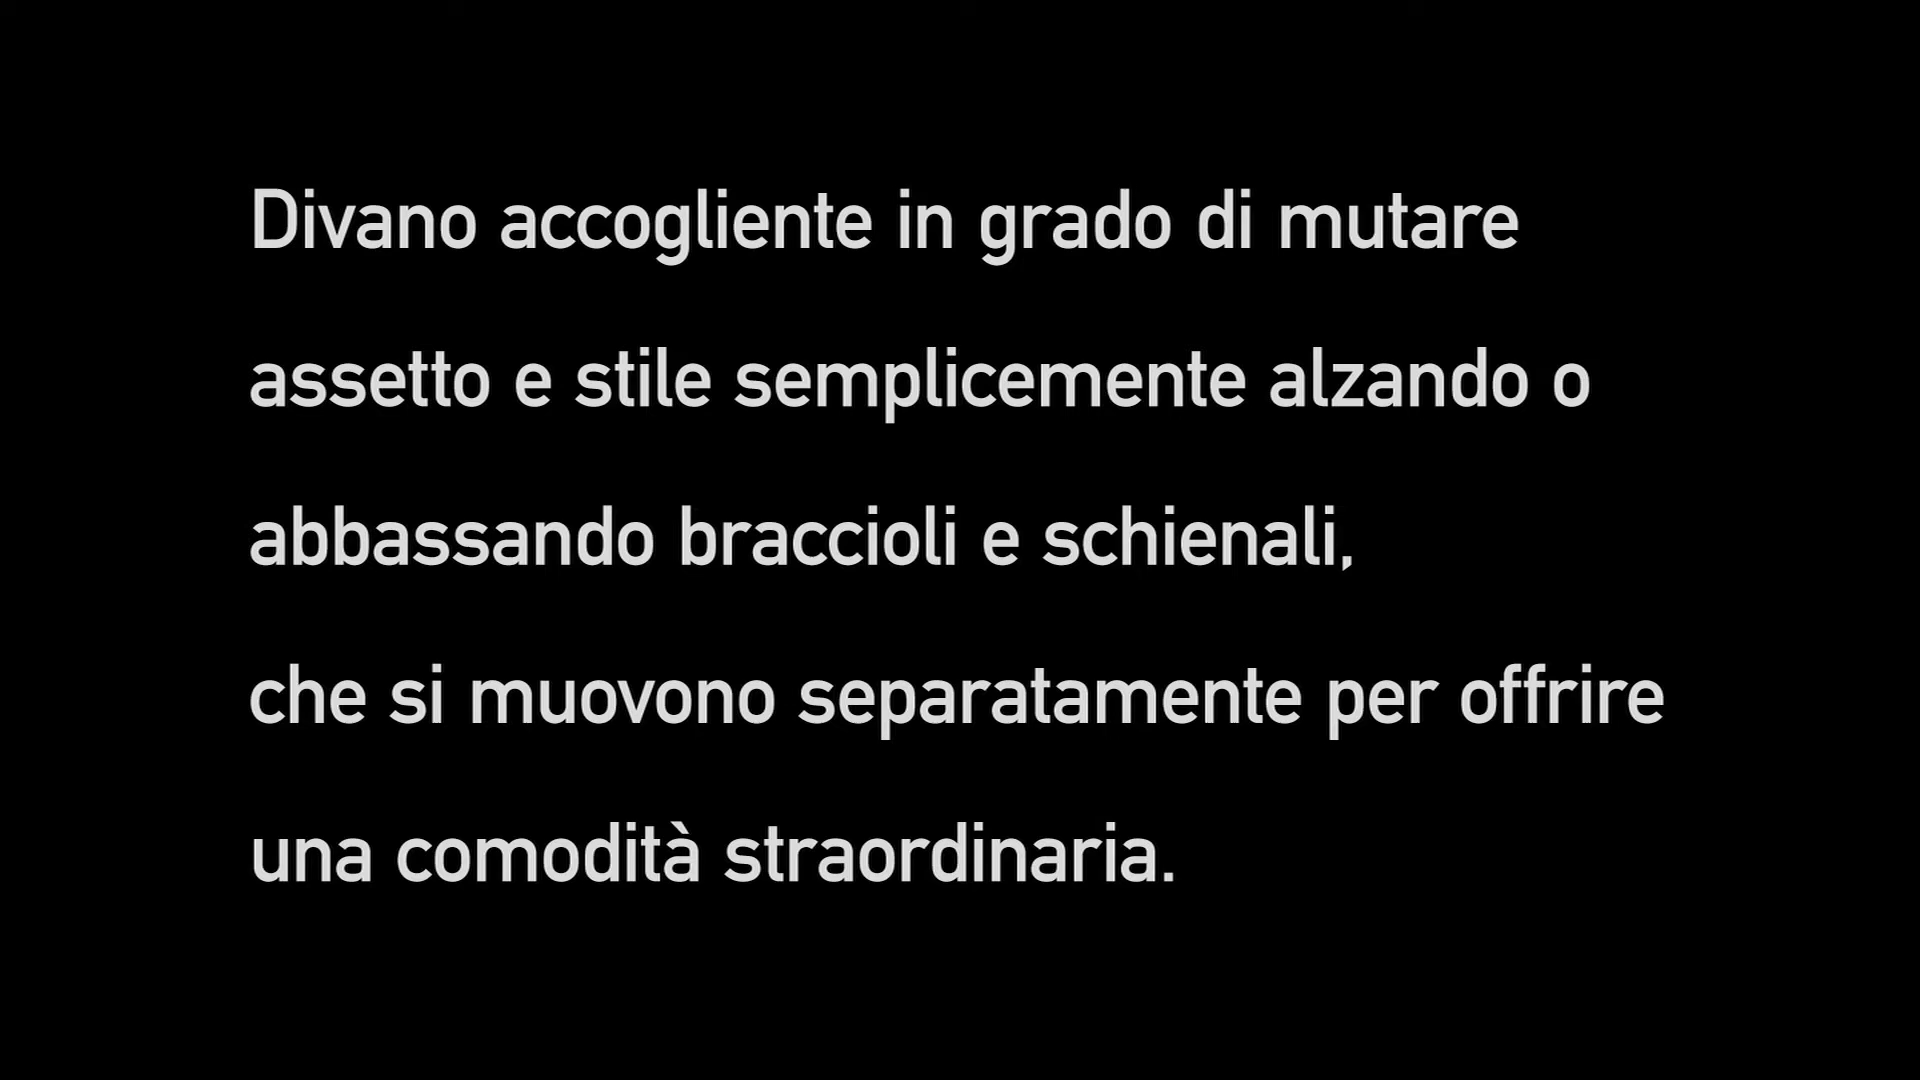 Divano accogliente in grado di mutare
assetto e stile semplicemente alzando o
abbassando braccioli e schienali,
che si muovono separatamente per offrire
una comodità straordinaria.